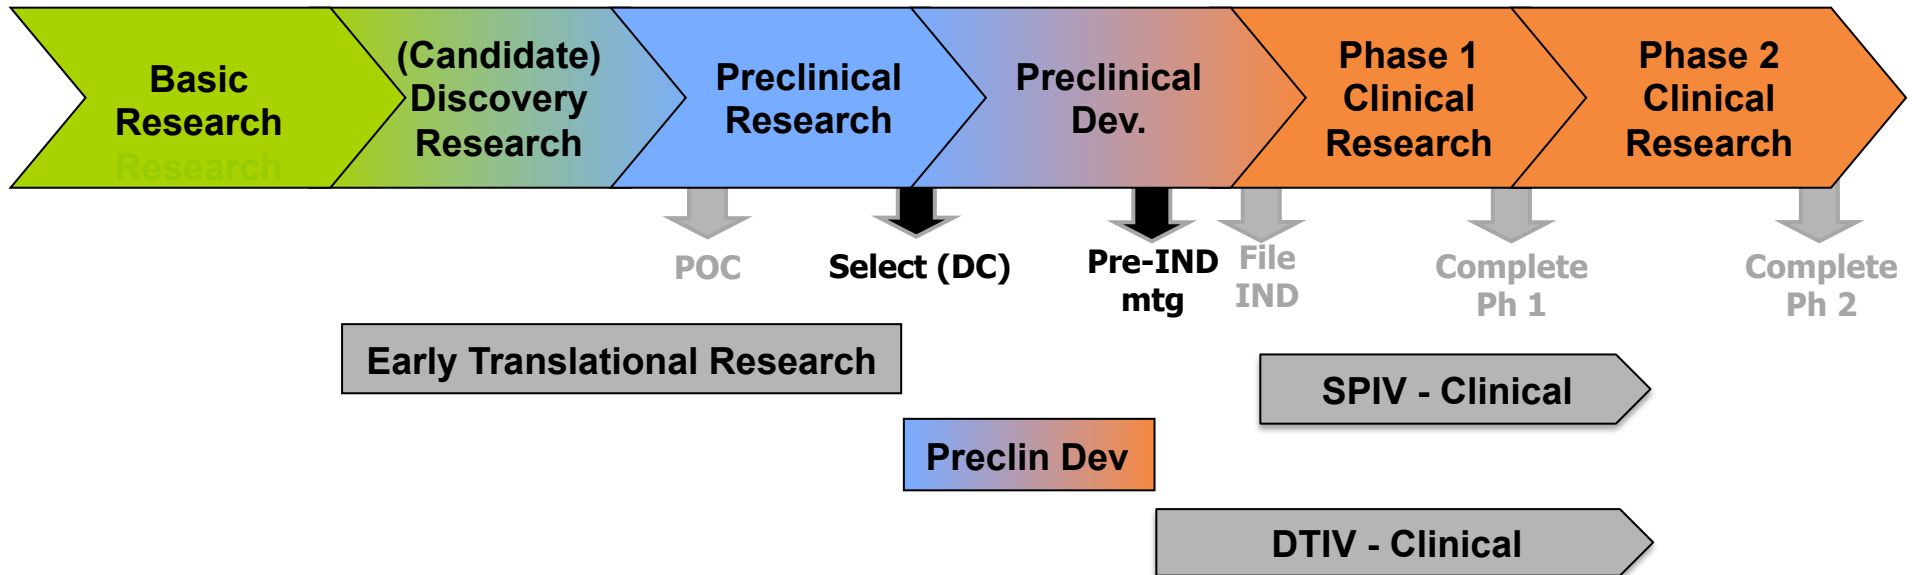 Basic
Research
Research
(Candidate)
Discovery
Research
Preclinical
Research
Preclinical
Dev.
Phase 1
Clinical
Research
Phase 2
Clinical
Research
POC
Select (DC)
Pre-IND
mtg
File
IND
Complete
Ph 1
Complete
Ph 2
Early Translational Research
SPIV - Clinical
Preclin Dev
DTIV - Clinical